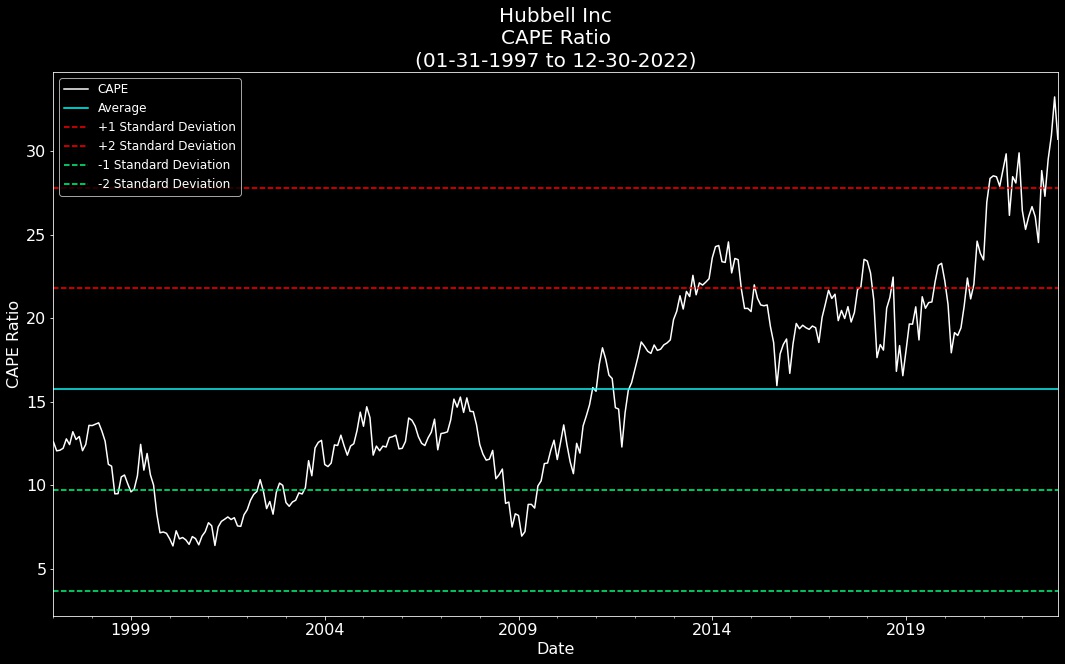 Hubbell Inc
CAPE Ratio
(01-31-1997 to 12-30-2022)
CAPE
Average
+1 Standard Deviation
+2 Standard Deviation
-1 Standard Deviation
-2 Standard Deviation
CAPE Ratio
30
25
20
15
10
5
1999 2004 2009 2014 2019
Date